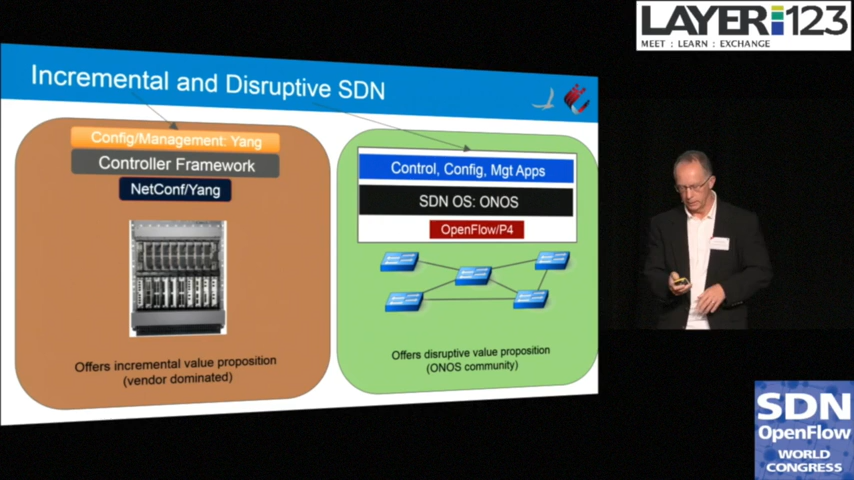 LAYER 123
MEET : LEARN : EXCHANGE
Incremental and Disruptive SDN
Config/Management: Yang
Controller Framework
NetConf/Yang
Offers incremental value proposition
(vendor dominated)
Control, Config, Mgt Apps
SDN OS: ONOS
OpenFlow/P4
Offers disruptive value proposition
(ONOS community)
SDN
OpenFlow
WORLD
CONGRESS